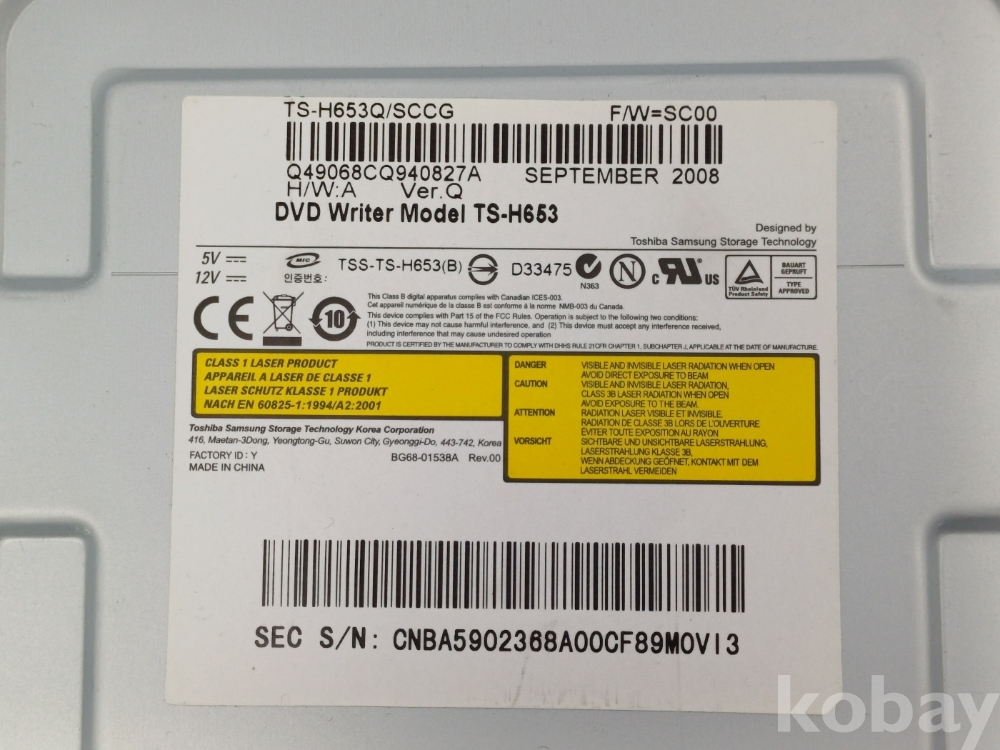 TS-H653Q/SCCG F/W=SC00
Q49068CQ940827A SEPTEMBER 2008
H/W:A Ver.Q
DVD Writer Model TS-H653
Designed by
Toshiba Samsung Storage Technology
5V
12V
MIC
인증번호:
TSS-TS-H653(B)
D33475
N363
N
c UL US
TÜV Rheinland
Product Safety
BAUART
GEPRUFT
TYPE
APPROVED
CE
10
This Class B digital apparatus complies with Canadian ICES-003.
Cet appareil numérique de la classe B est conforme à la norme NMB-003 du Canada.
This device complies with Part 15 of the FCC Rules. Operation is subject to the following two conditions:
(1) This device may not cause harmful interference, and (2) This device must accept any interference received,
including interference that may cause undesired operation
PRODUCT IS CERTIFIED BY THE MANUFACTURER TO COMPLY WITH DHHS RULE 21CFR CHAPTER 1, SUBCHAPTER J, APPLICABLE AT THE DATE OF MANUFACTURE.
CLASS 1 LASER PRODUCT
APPAREIL A LASER DE CLASSE 1
LASER SCHUTZ KLASSE 1 PRODUKT
NACH EN 60825-1:1994/A2:2001
DANGER VISIBLE AND INVISIBLE LASER RADIATION WHEN OPEN
AVOID DIRECT EXPOSURE TO BEAM
CAUTION VISIBLE AND INVISIBLE LASER RADIATION,
CLASS 3B LASER RADIATION WHEN OPEN
AVOID EXPOSURE TO THE BEAM.
ATTENTION RADIATION LASER VISIBLE ET INVISIBLE.
RADIATION DE CLASSE 3B LORS DE L'OUVERTURE
ÉVITER TOUTE EXPOSITION AU RAYON
VORSICHT SICHTBARE UND UNSICHTBARE LASERSTRAHLUNG,
LASERSTRAHLUNG KLASSE 3B,
WENN ABDECKUNG GEÖFNET, KONTAKT MIT DEM
LASERSTRAHL VERMEIDEN
Toshiba Samsung Storage Technology Korea Corporation
416, Maetan-3Dong, Yeongtong-Gu, Suwon City, Gyeonggi-Do, 443-742, Korea
FACTORY ID : Y BG68-01538A Rev.00
MADE IN CHINA
SEC S/N: CNBA5902368A00CF89M0VI3
kobay